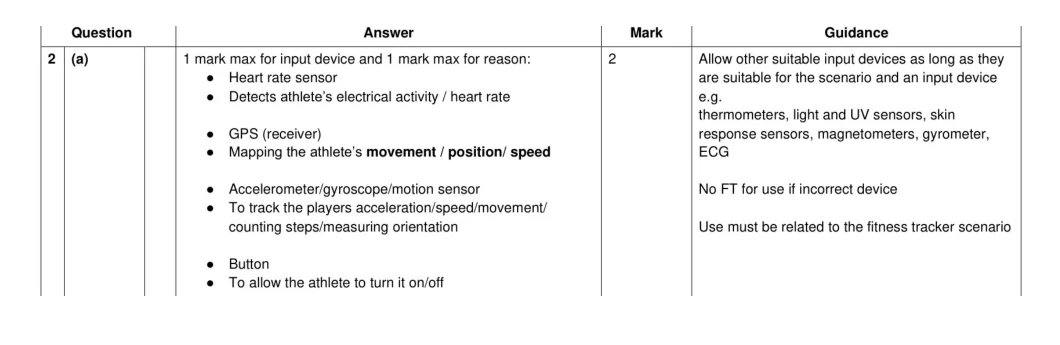 Question Answer Mark Guidance
2 (a) 1 mark max for input device and 1 mark max for reason: 2
● Heart rate sensor
● Detects athlete's electrical activity / heart rate
● GPS (receiver)
● Mapping the athlete's movement / position/ speed
● Accelerometer/gyroscope/motion sensor
● To track the players acceleration/speed/movement/
counting steps/measuring orientation
● Button
● To allow the athlete to turn it on/off
Allow other suitable input devices as long as they
are suitable for the scenario and an input device
e.g.
thermometers, light and UV sensors, skin
response sensors, magnetometers, gyrometer,
ECG
No FT for use if incorrect device
Use must be related to the fitness tracker scenario